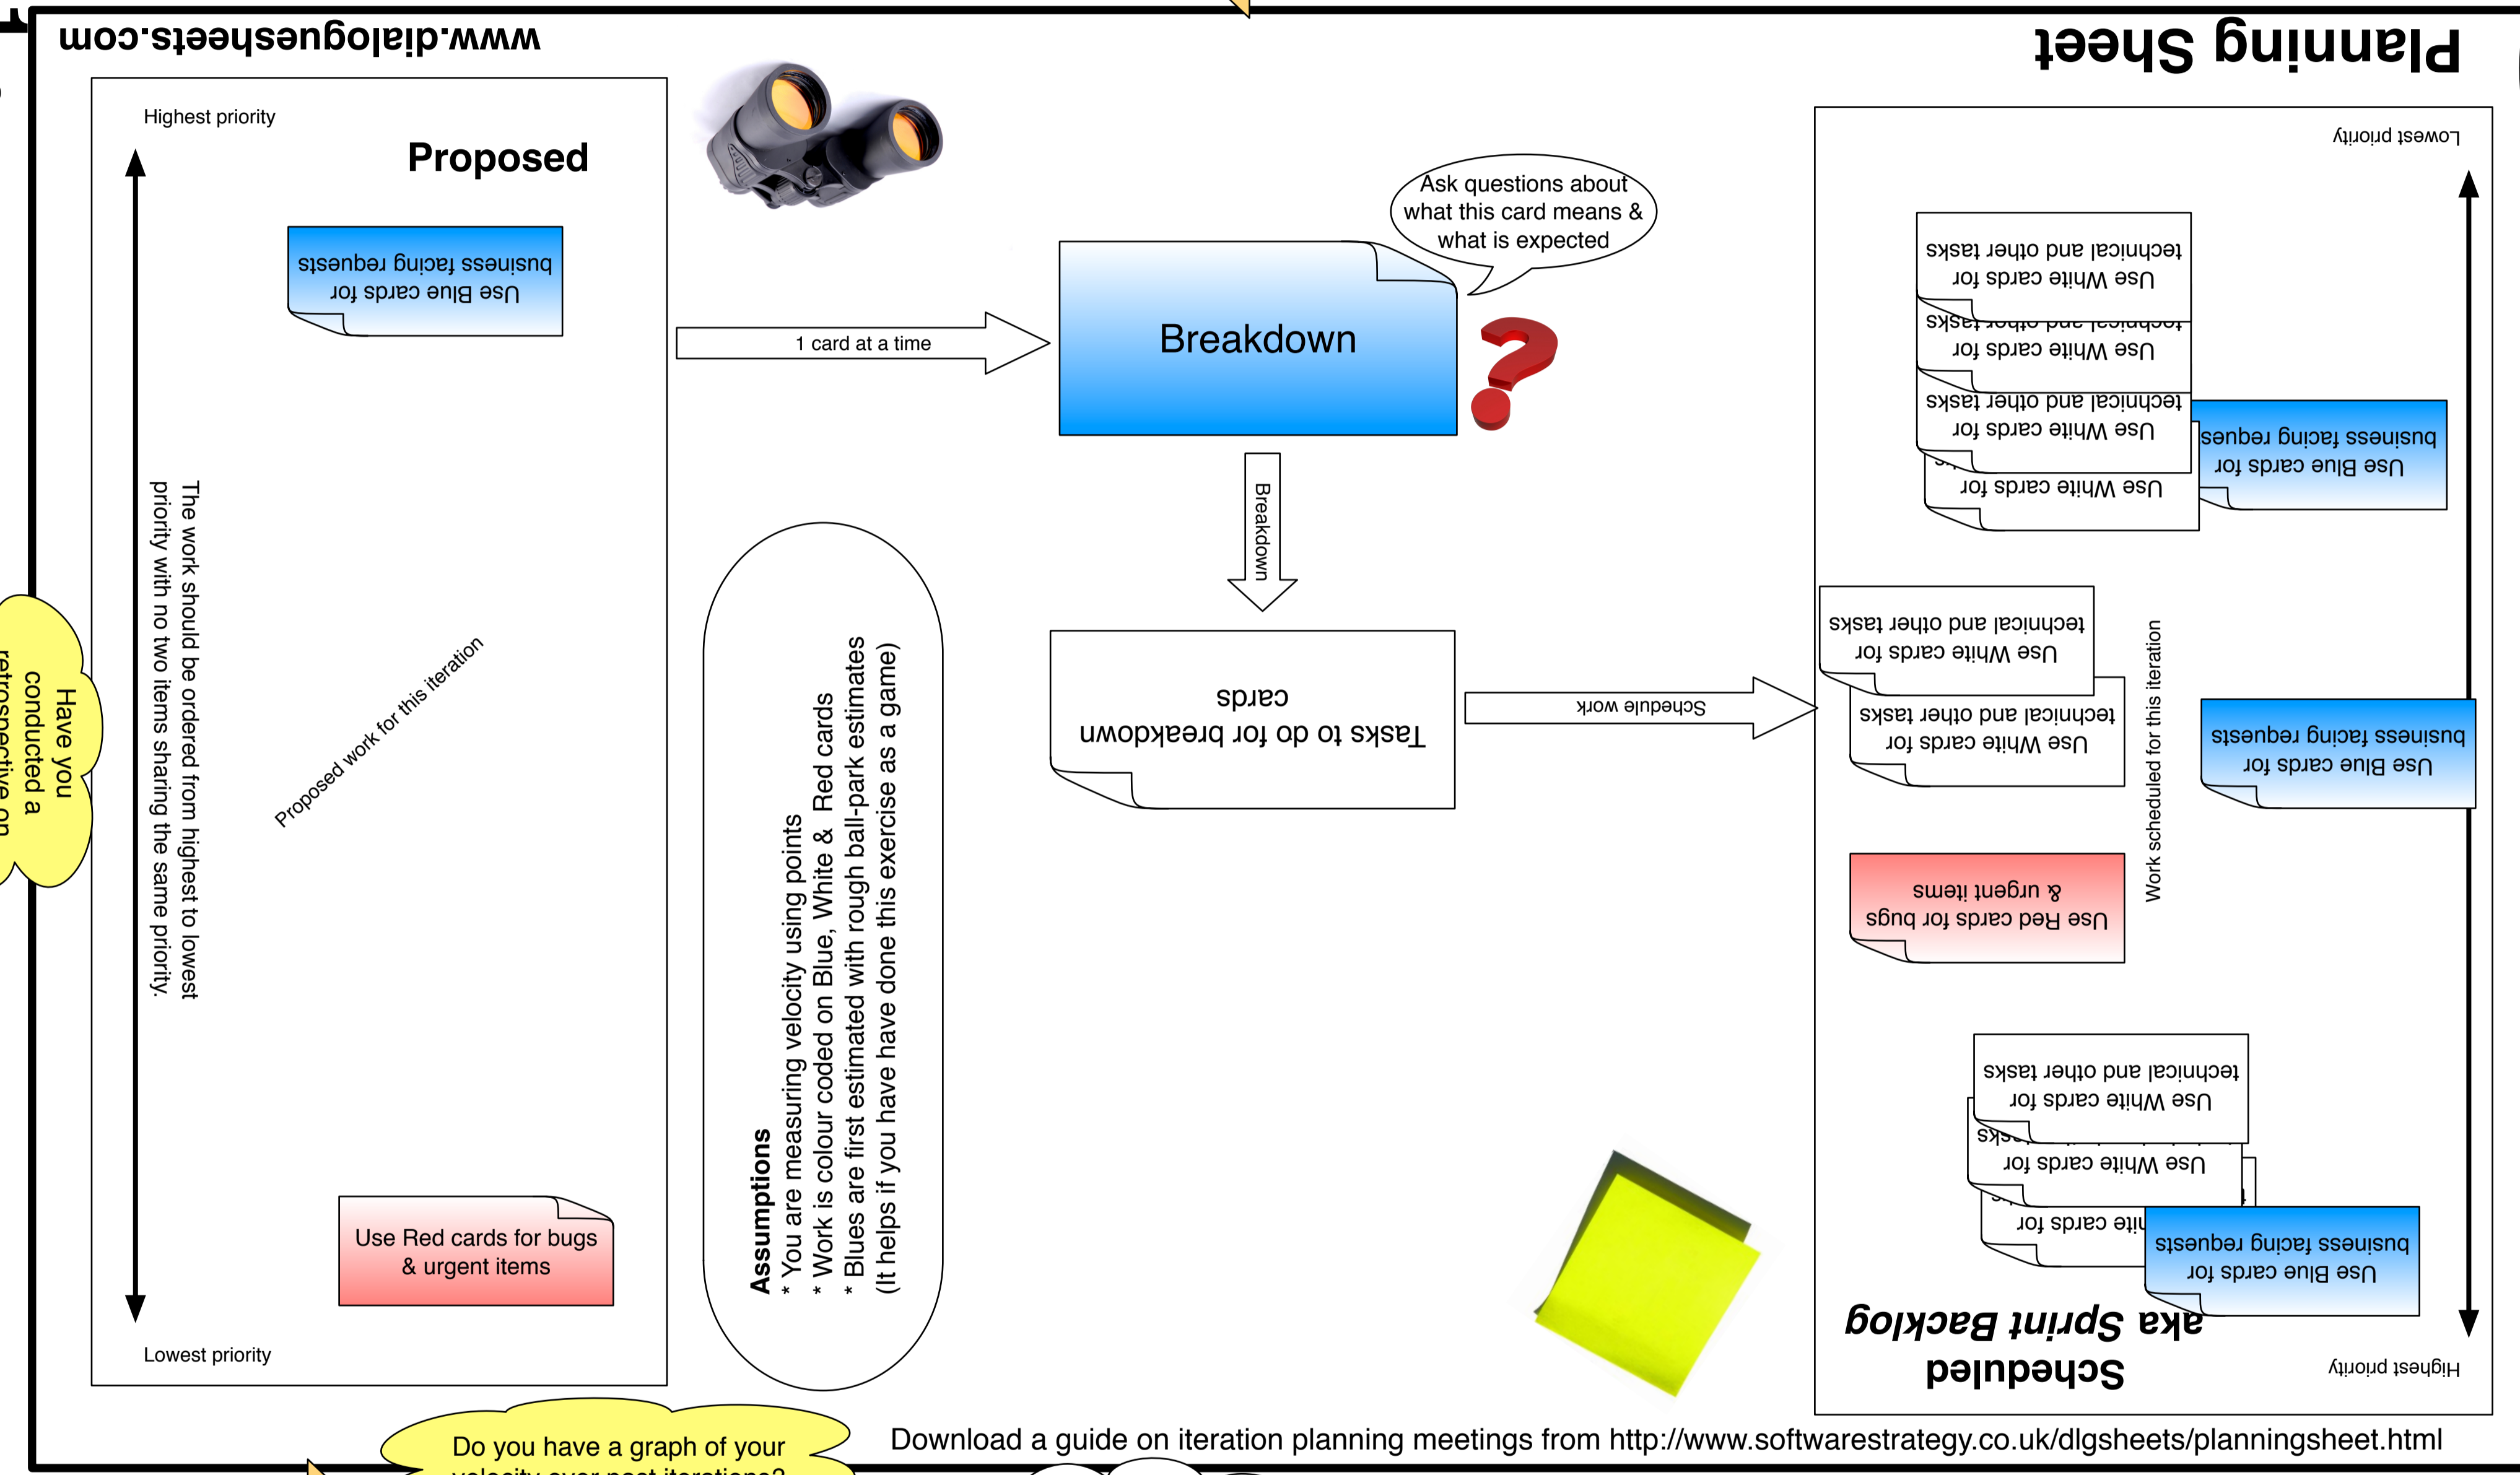 www.dialoguesheets.com
Planning Sheet
Highest priority
Proposed
Use Blue cards for
business facing requests
The work should be ordered from highest to lowest
priority with no two items sharing the same priority.
Proposed work for this iteration
Use Red cards for bugs
& urgent items
Lowest priority
1 card at a time
Breakdown
Ask questions about
what this card means &
what is expected
Breakdown
Tasks to do for breakdown
cards
Schedule work
Assumptions
* You are measuring velocity using points
* Work is colour coded on Blue, White & Red cards
* Blues are first estimated with rough ball-park estimates
(It helps if you have have done this exercise as a game)
Scheduled
aka Sprint Backlog
Highest priority
Use Blue cards for
business facing requests
cards for
Use White cards for
Use White cards for
technical and other tasks
Use Red cards for bugs
& urgent items
Work scheduled for this iteration
Use Blue cards for
business facing requests
Use White cards for
technical and other tasks
Use White cards for
technical and other tasks
Use Blue cards for
business facing reques
Use White cards for
Use White cards for
technical and other tasks
Use White cards for
technical and other tasks
Use White cards for
technical and other tasks
Lowest priority
Have you
conducted a
retrospective on
Do you have a graph of your
velocity over past iterations?
Download a guide on iteration planning meetings from http://www.softwarestrategy.co.uk/dlgsheets/planningsheet.html